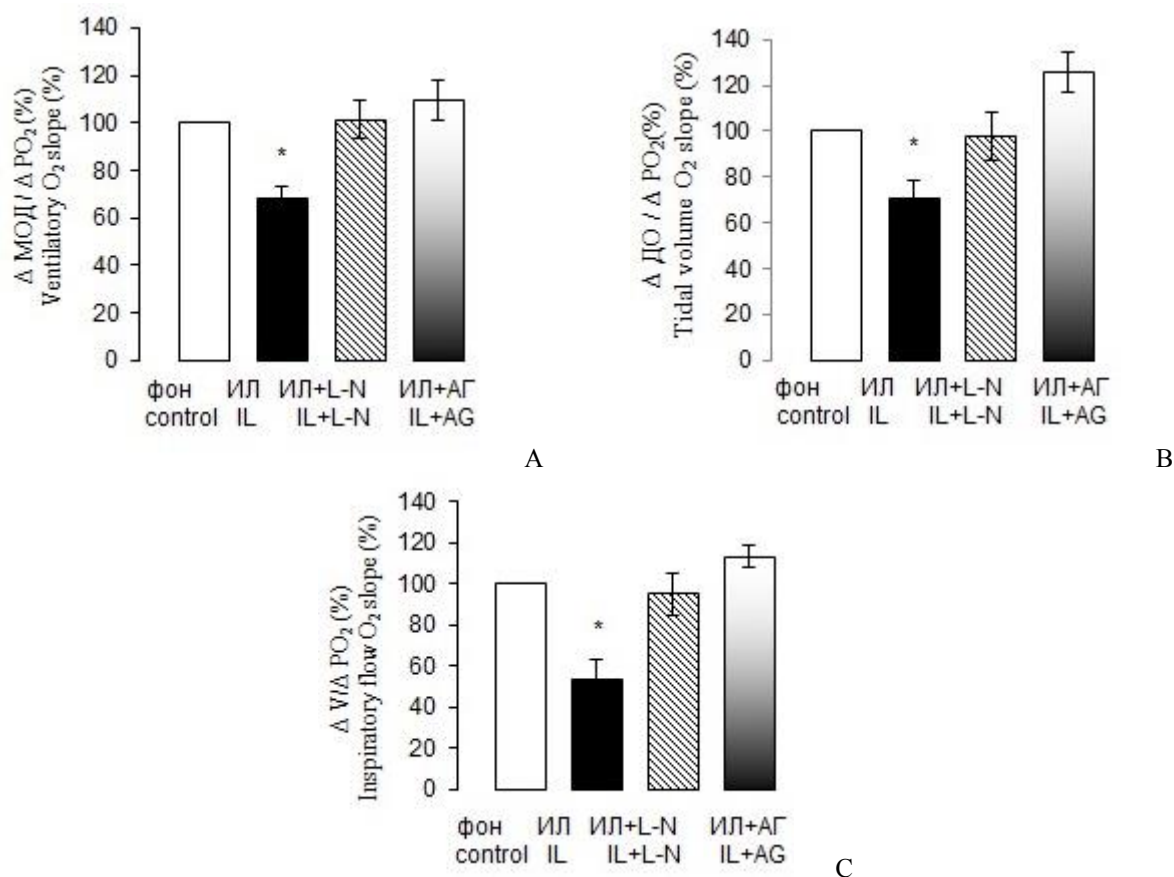 Δ МОД/ Δ PO₂(%)
Ventilatory O₂ slope (%)
140
120
100
80
60
40
20
0
*
фон ИЛ ИЛ+L-N ИЛ+АГ
control IL IL+L-N IL+AG
A
Δ ДО / Δ PO₂(%)
Tidal volume O₂ slope (%)
140
120
100
80
60
40
20
0
*
фон ИЛ ИЛ+L-N ИЛ+АГ
control IL IL+L-N IL+AG
B
Δ V/Δ PO₂ (%)
Inspiratory flow O₂ slope (%)
140
120
100
80
60
40
20
0
*
фон ИЛ ИЛ+L-N ИЛ+АГ
control IL IL+L-N IL+AG
C